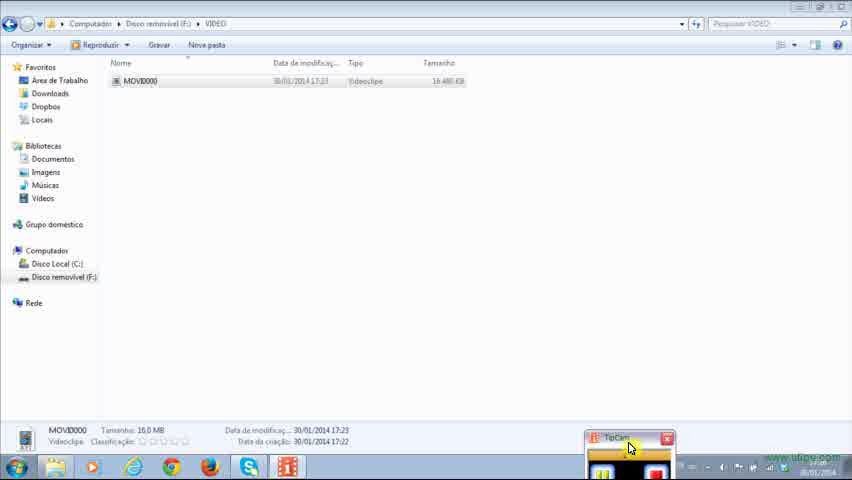 Computador ▸ Disco removível (F:) ▸ VIDEO
Pesquisar VIDEO
Organizar Reproduzir Gravar Nova pasta
Nome Data de modificaç... Tipo Tamanho
MOVI0000 30/01/2014 17:23 Videoclipe 16.480 KB
Favoritos
Área de Trabalho
Downloads
Dropbox
Locais
Bibliotecas
Documentos
Imagens
Músicas
Vídeos
Grupo doméstico
Computador
Disco Local (C:)
Disco removível (F:)
Rede
MOVI0000 Tamanho: 16,0 MB Data de modificaç... 30/01/2014 17:23
Videoclipe Classificação: Data da criação: 30/01/2014 17:22
TipCam
www.utipu.com
30/01/2014